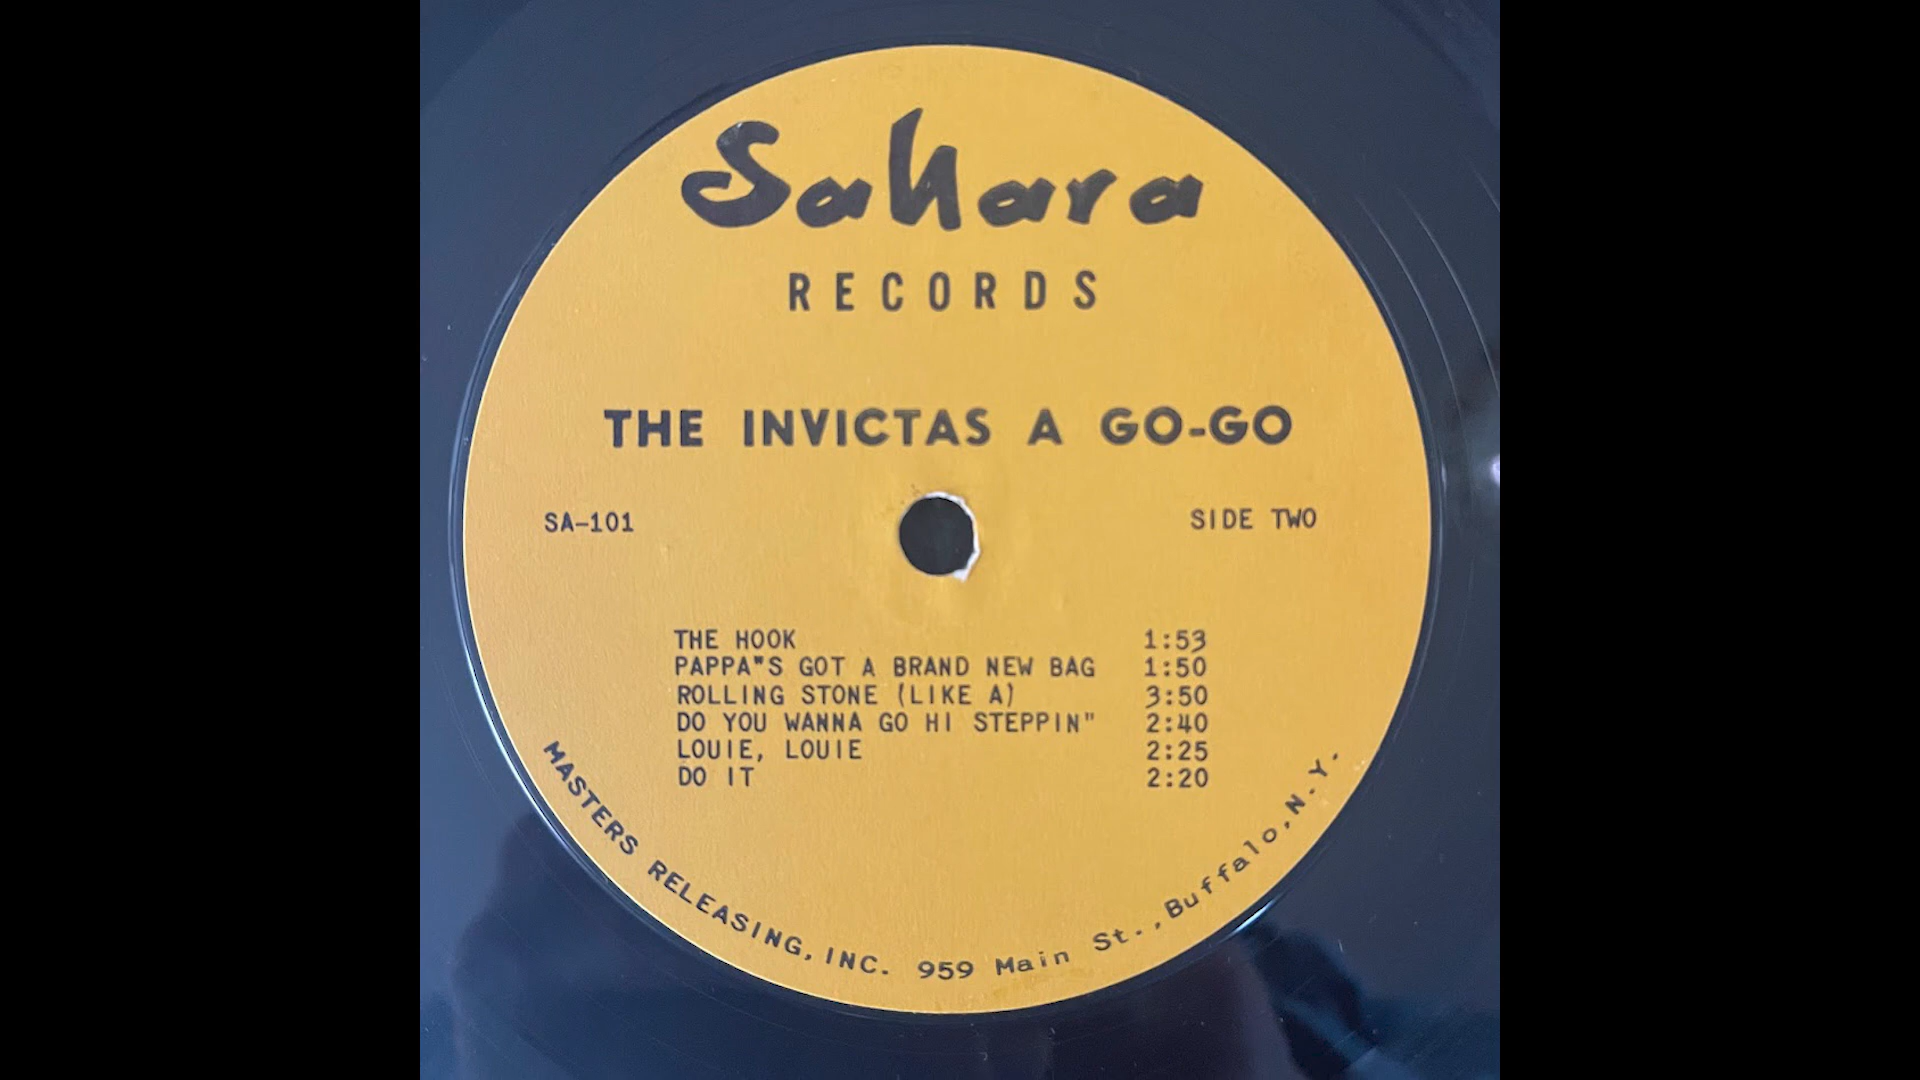 Sahara
RECORDS
THE INVICTAS A GO-GO
SA-101 SIDE TWO
THE HOOK 1:53
PAPPA"S GOT A BRAND NEW BAG 1:50
ROLLING STONE (LIKE A) 3:50
DO YOU WANNA GO HI STEPPIN" 2:40
LOUIE, LOUIE 2:25
DO IT 2:20
MASTERS RELEASING, INC. 959 Main St., Buffalo, N.Y.